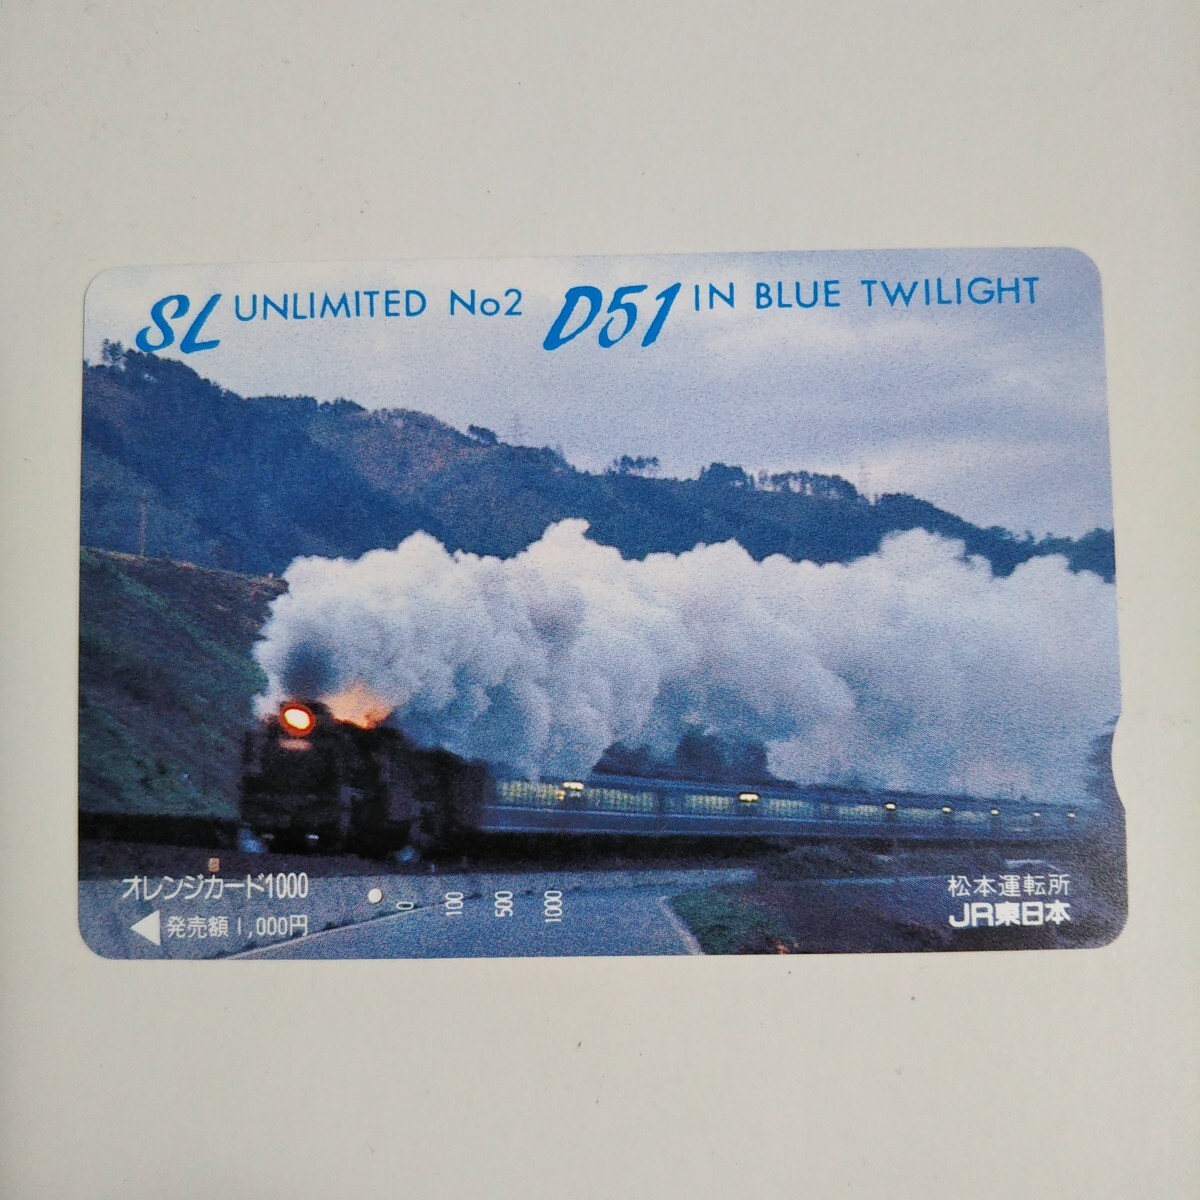 SL UNLIMITED No2 D51 IN BLUE TWILIGHT
オレンジカード1000
発売額1,000円
0 100 500 1000
松本運転所
JR東日本